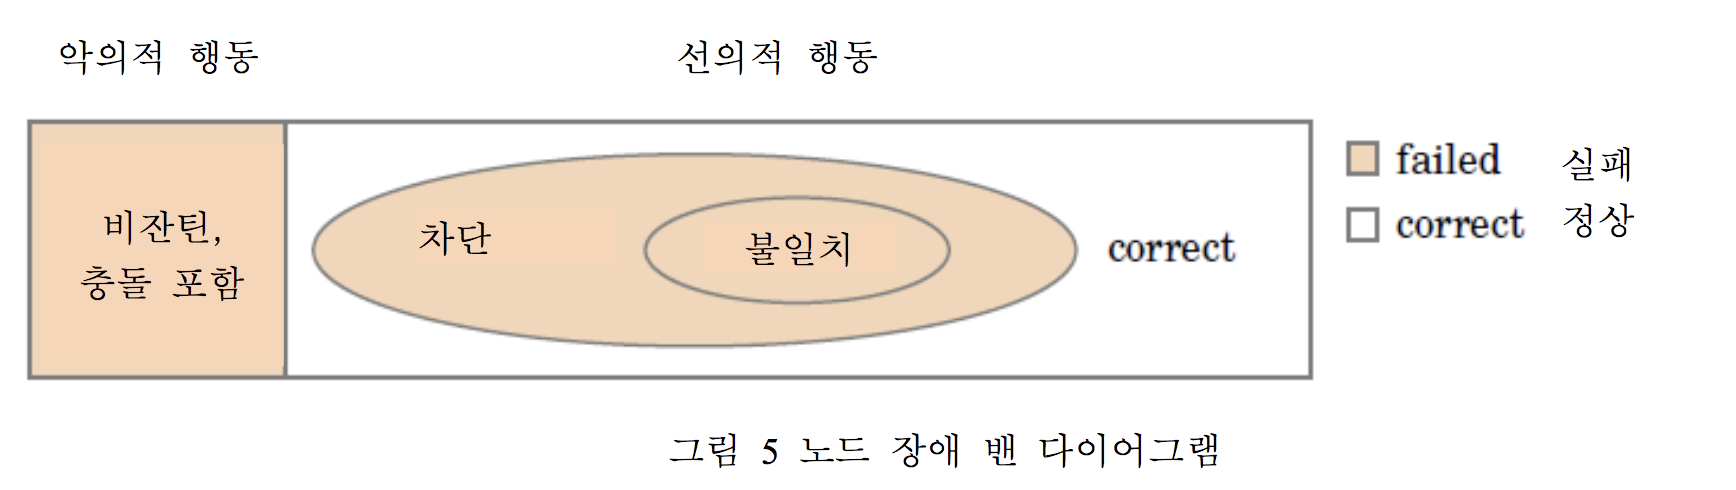 악의적 행동
선의적 행동
비잔틴,
충돌 포함
차단
불일치
correct
failed 실패
correct 정상
그림 5 노드 장애 밴 다이어그램